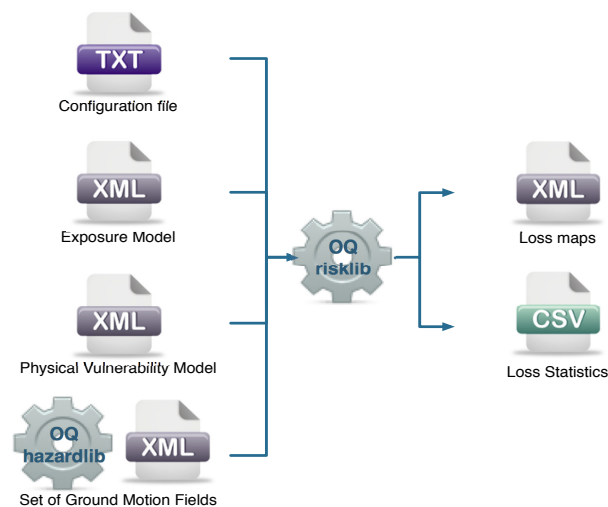 TXT
Configuration file
XML
Exposure Model
XML
Physical Vulnerability Model
OQ
hazardlib
XML
Set of Ground Motion Fields
OQ
risklib
XML
Loss maps
CSV
Loss Statistics